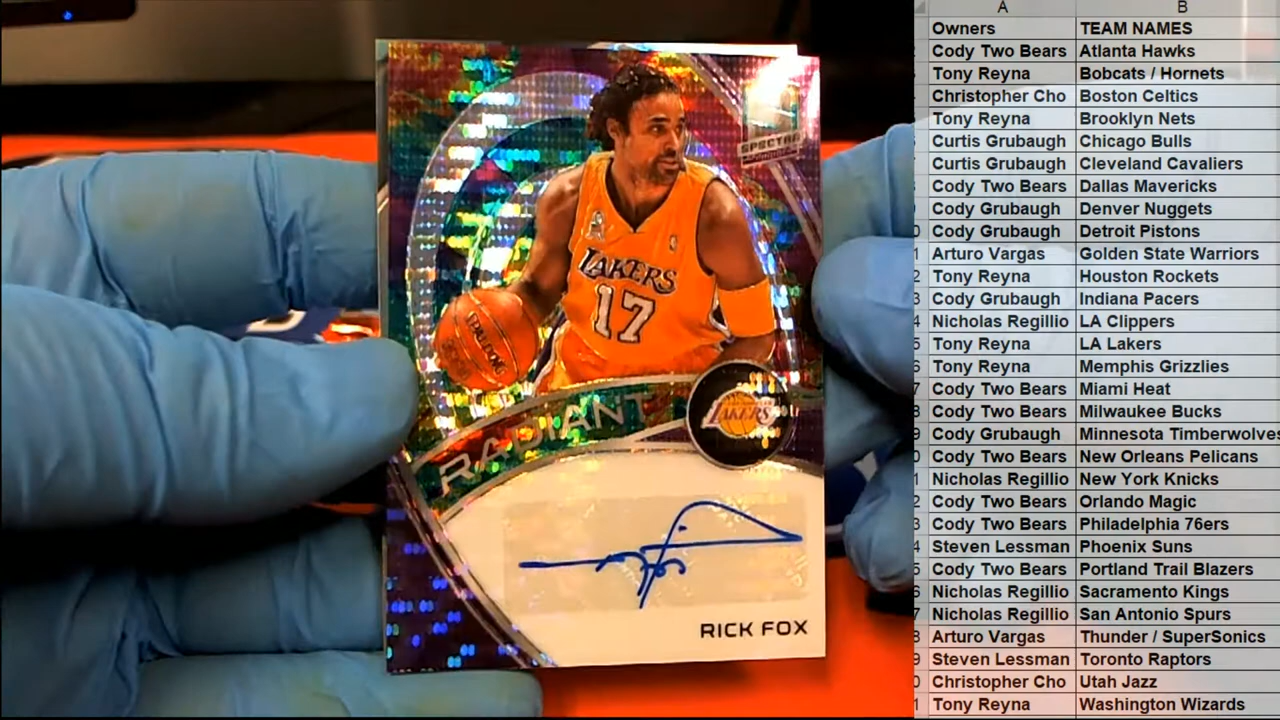 SPECTRA
LAKERS
17
SPALDING
RADIANT
LAKERS
RICK FOX
A B
Owners TEAM NAMES
Cody Two Bears Atlanta Hawks
Tony Reyna Bobcats / Hornets
Christopher Cho Boston Celtics
Tony Reyna Brooklyn Nets
Curtis Grubaugh Chicago Bulls
Curtis Grubaugh Cleveland Cavaliers
Cody Two Bears Dallas Mavericks
Cody Grubaugh Denver Nuggets
Cody Grubaugh Detroit Pistons
Arturo Vargas Golden State Warriors
Tony Reyna Houston Rockets
Cody Grubaugh Indiana Pacers
Nicholas Regillio LA Clippers
Tony Reyna LA Lakers
Tony Reyna Memphis Grizzlies
Cody Two Bears Miami Heat
Cody Two Bears Milwaukee Bucks
Cody Grubaugh Minnesota Timberwolves
Cody Two Bears New Orleans Pelicans
Nicholas Regillio New York Knicks
Cody Two Bears Orlando Magic
Cody Two Bears Philadelphia 76ers
Steven Lessman Phoenix Suns
Cody Two Bears Portland Trail Blazers
Nicholas Regillio Sacramento Kings
Nicholas Regillio San Antonio Spurs
Arturo Vargas Thunder / SuperSonics
Steven Lessman Toronto Raptors
Christopher Cho Utah Jazz
Tony Reyna Washington Wizards